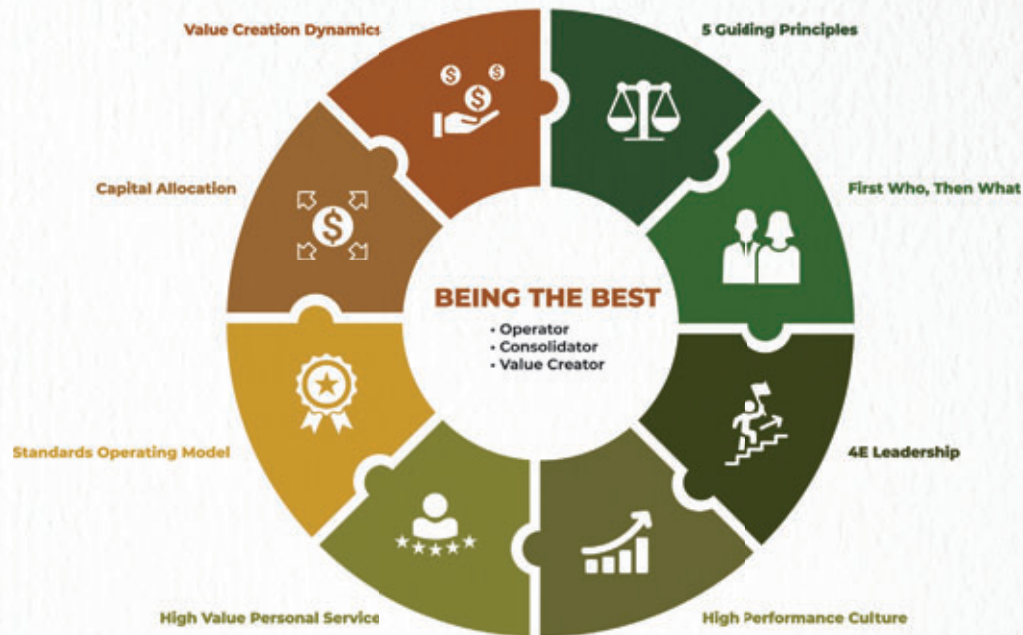 Value Creation Dynamics
5 Guiding Principles
Capital Allocation
First Who, Then What
BEING THE BEST
• Operator
• Consolidator
• Value Creator
Standards Operating Model
4E Leadership
High Value Personal Service
High Performance Culture